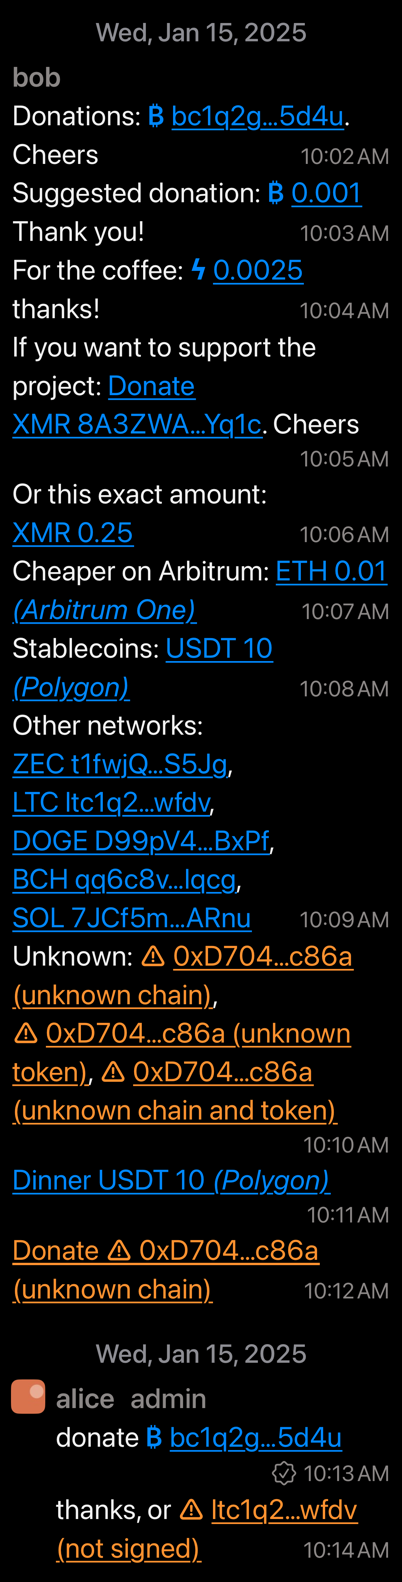 Wed, Jan 15, 2025
bob
Donations: ₿ bc1q2g...5d4u.
Cheers 10:02 AM
Suggested donation: ₿ 0.001
Thank you! 10:03 AM
For the coffee: 0.0025
thanks! 10:04 AM
If you want to support the
project: Donate
XMR 8A3ZWA...Yq1c. Cheers
10:05 AM
Or this exact amount:
XMR 0.25 10:06 AM
Cheaper on Arbitrum: ETH 0.01
(Arbitrum One) 10:07 AM
Stablecoins: USDT 10
(Polygon) 10:08 AM
Other networks:
ZEC t1fwjQ...S5Jg,
LTC ltc1q2...wfdv,
DOGE D99pV4...BxPf,
BCH qq6c8v...lqcg,
SOL 7JCf5m...ARnu 10:09 AM
Unknown: ⚠ 0xD704...c86a
(unknown chain),
⚠ 0xD704...c86a (unknown
token), ⚠ 0xD704...c86a
(unknown chain and token)
10:10 AM
Dinner USDT 10 (Polygon)
10:11 AM
Donate ⚠ 0xD704...c86a
(unknown chain) 10:12 AM
Wed, Jan 15, 2025
alice admin
donate ₿ bc1q2g...5d4u
10:13 AM
thanks, or ⚠ ltc1q2...wfdv
(not signed) 10:14 AM